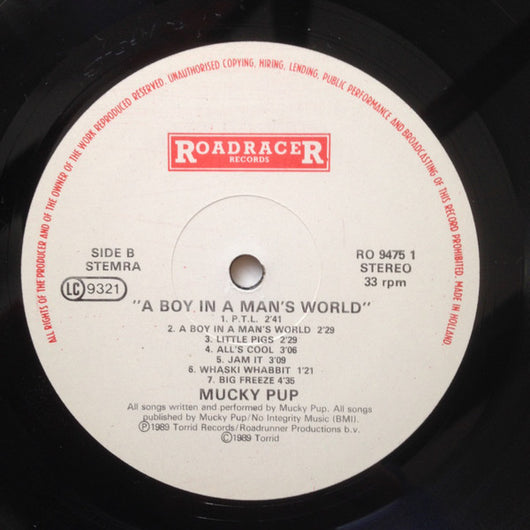 ALL RIGHTS OF THE PRODUCER AND OF THE OWNER OF THE WORK REPRODUCED RESERVED. UNAUTHORISED COPYING, HIRING, LENDING, PUBLIC PERFORMANCE AND BROADCASTING OF THIS RECORD PROHIBITED. MADE IN HOLLAND.
ROADRACER
RECORDS
SIDE B
STEMRA
LC 9321
RO 9475 1
STEREO
33 rpm
"A BOY IN A MAN'S WORLD"
1. P.T.L. 2'41
2. A BOY IN A MAN'S WORLD 2'29
3. LITTLE PIGS 2'29
4. ALL'S COOL 3'06
5. JAM IT 3'09
6. WHASKI WHABBIT 1'21
7. BIG FREEZE 4'35
MUCKY PUP
All songs written and performed by Mucky Pup. All songs
published by Mucky Pup/No Integrity Music (BMI).
Ⓟ1989 Torrid Records/Roadrunner Productions b.v.
©1989 Torrid